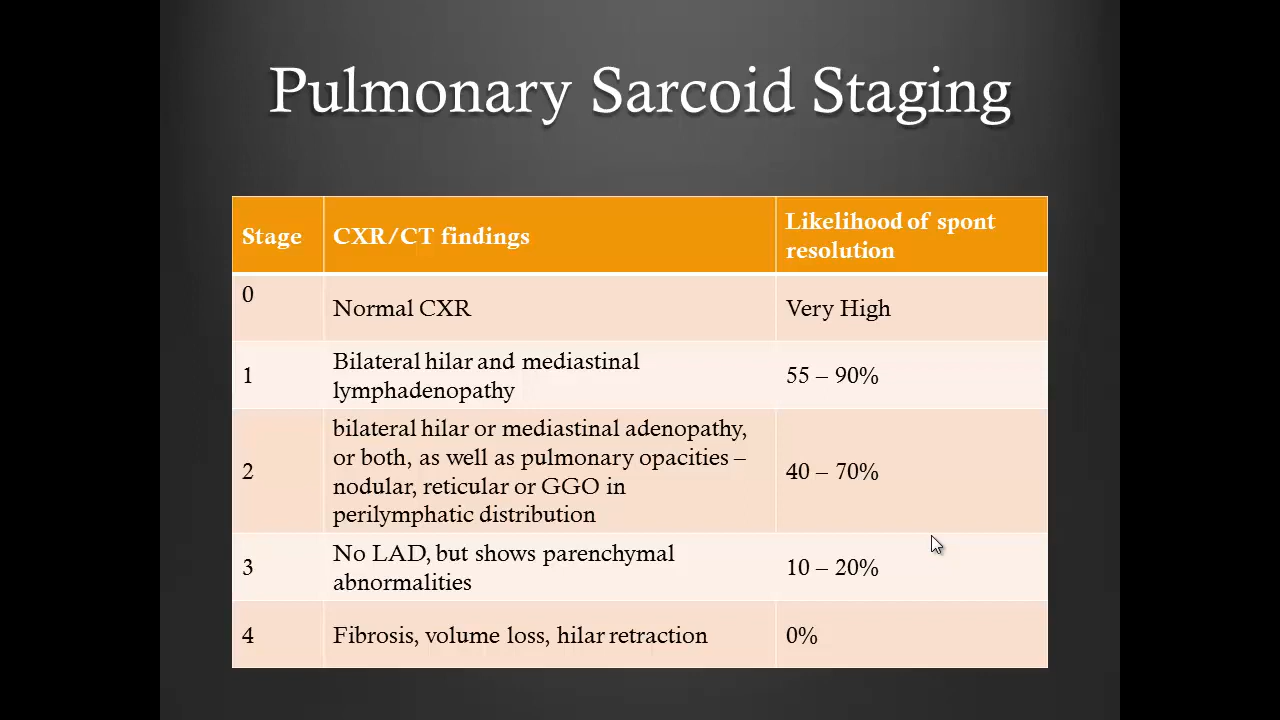 Pulmonary Sarcoid Staging
Stage
CXR/CT findings
Likelihood of spont
resolution
0
Normal CXR
Very High
1
Bilateral hilar and mediastinal
lymphadenopathy
55 – 90%
2
bilateral hilar or mediastinal adenopathy,
or both, as well as pulmonary opacities –
nodular, reticular or GGO in
perilymphatic distribution
40 – 70%
3
No LAD, but shows parenchymal
abnormalities
10 – 20%
4
Fibrosis, volume loss, hilar retraction
0%